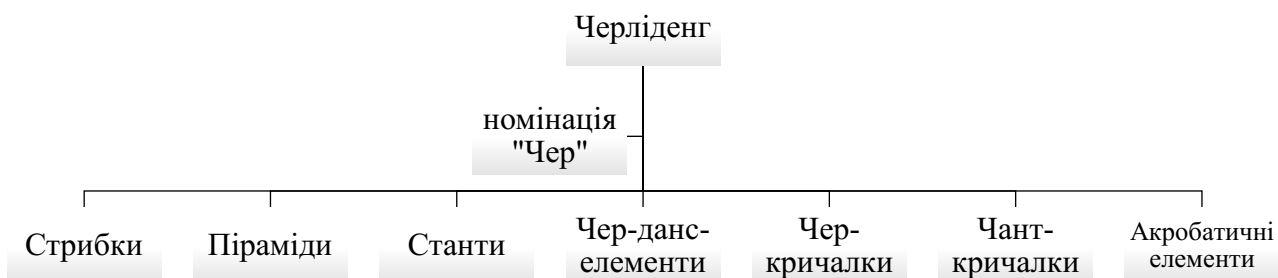 Черліденг
номінація
"Чер"
Стрибки
Піраміди
Станти
Чер-данс-
елементи
Чер-
кричалки
Чант-
кричалки
Акробатичні
елементи